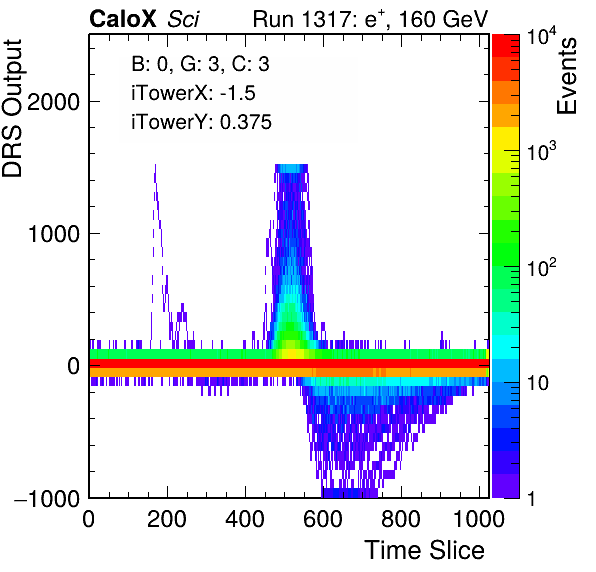 CaloX Sci Run 1317: e⁺, 160 GeV
B: 0, G: 3, C: 3
iTowerX: -1.5
iTowerY: 0.375
DRS Output
2000
1000
0
−1000
0 200 400 600 800 1000
Time Slice
Events
10⁴
10³
10²
10
1